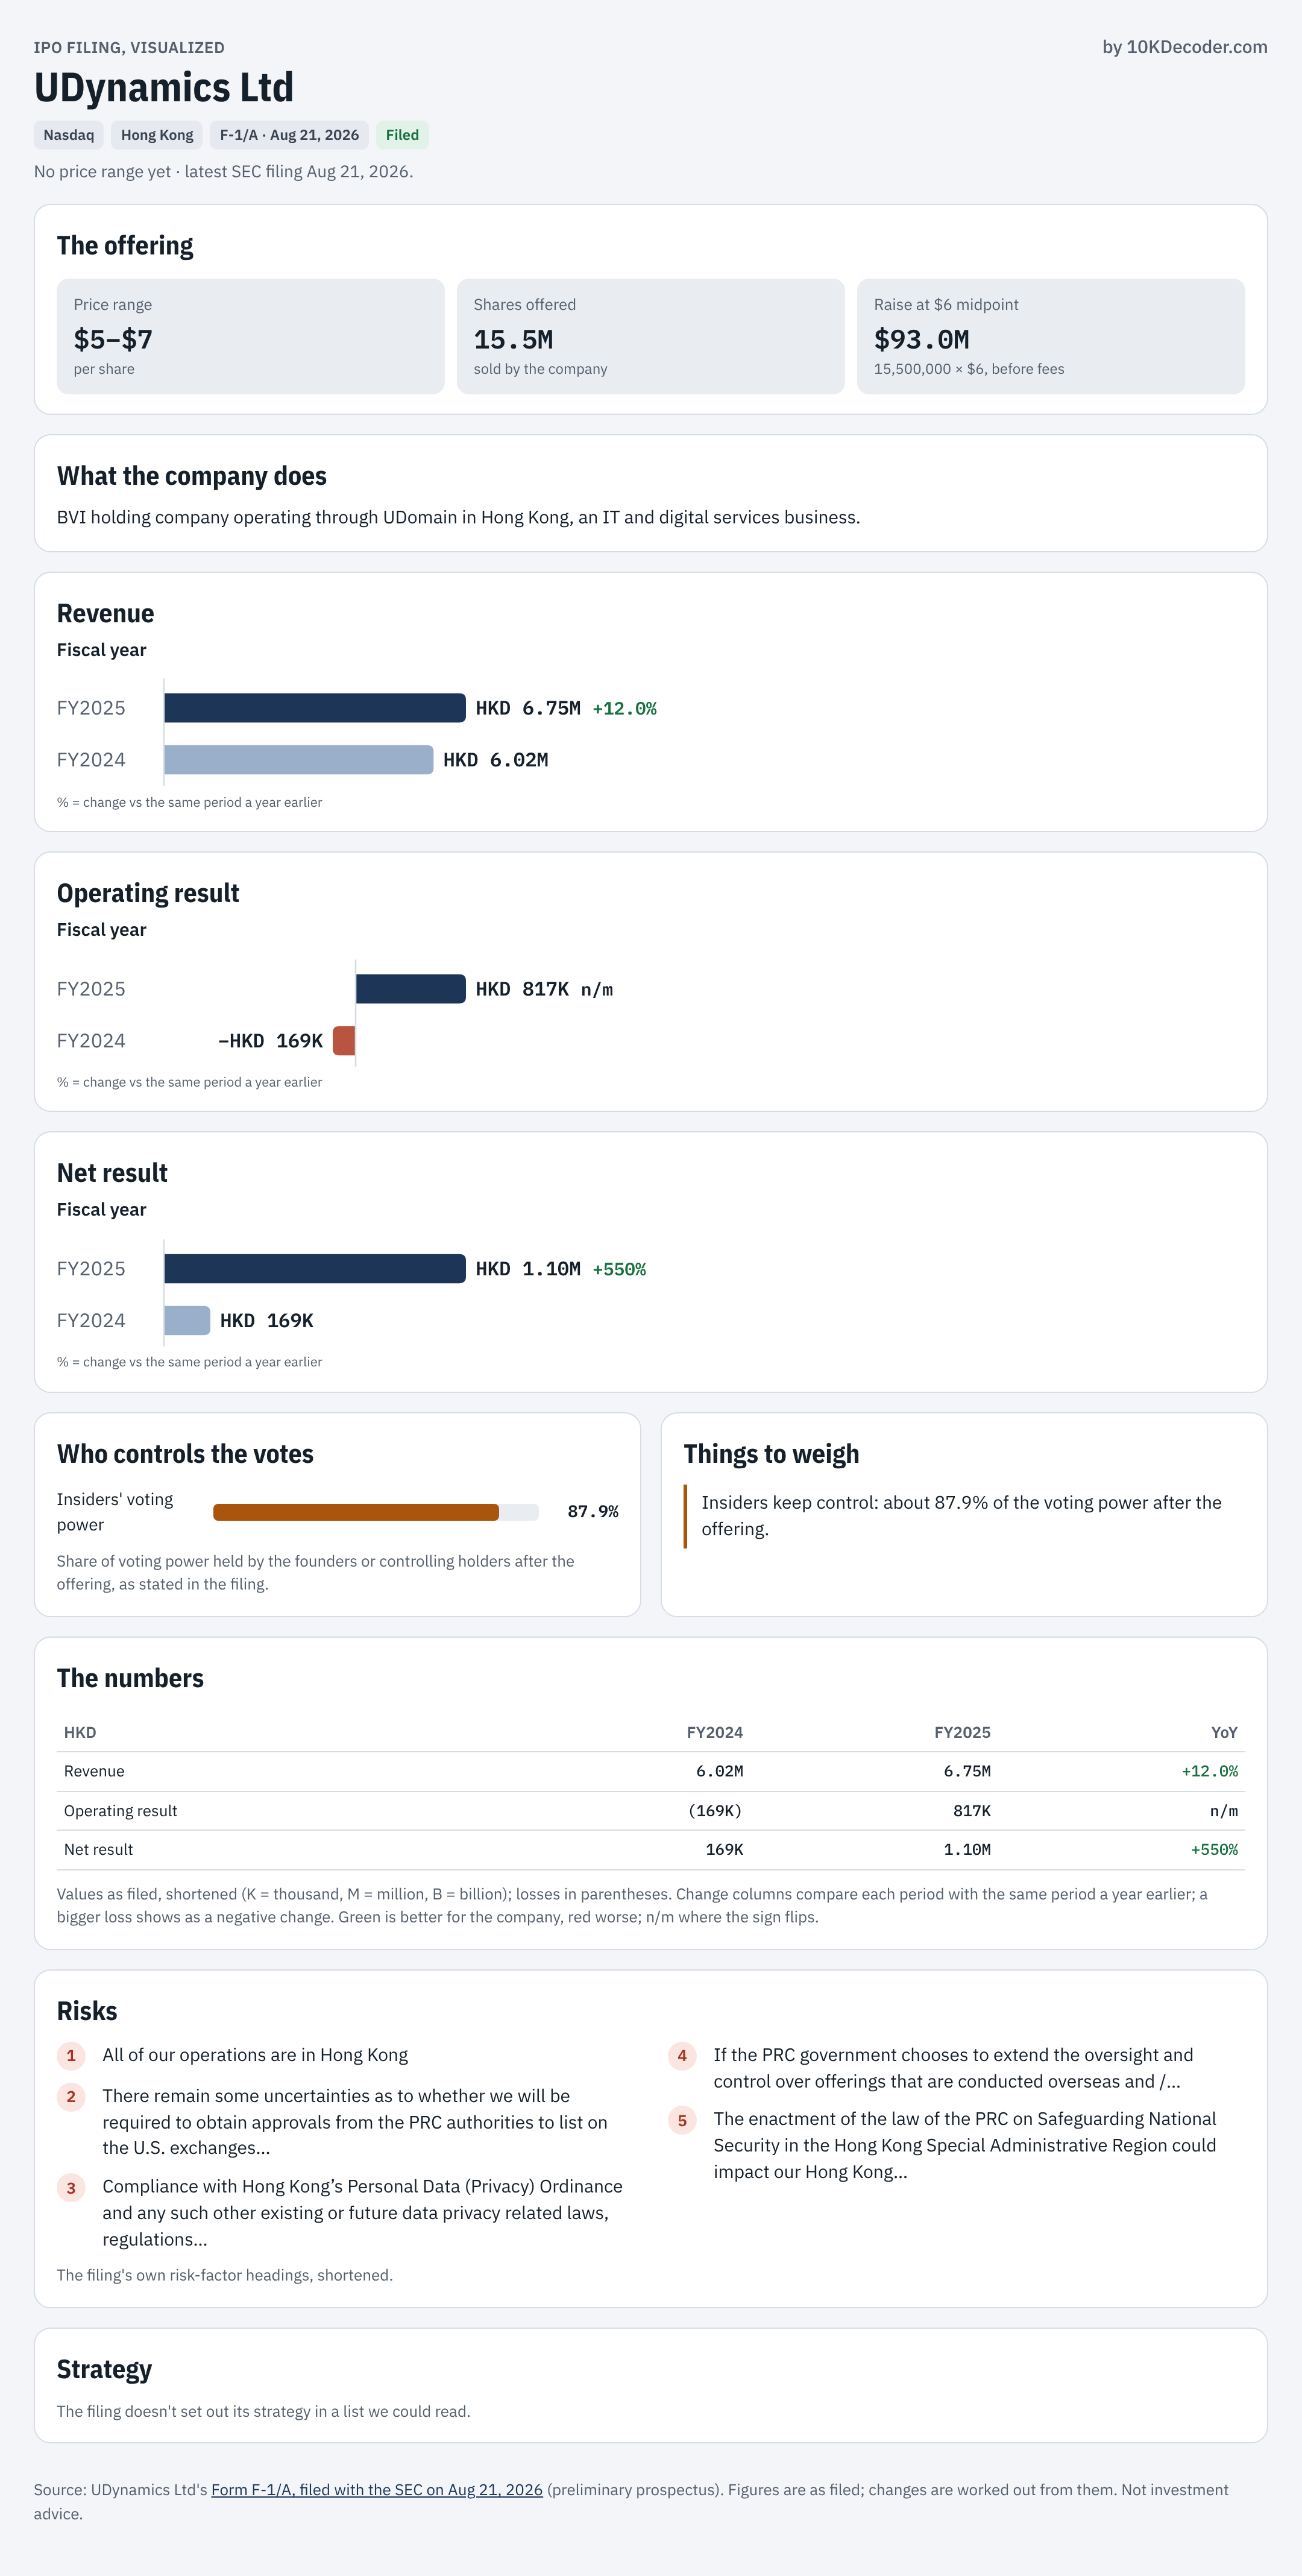 IPO FILING, VISUALIZED
by 10KDecoder.com
UDynamics Ltd
Nasdaq
Hong Kong
F-1/A · Aug 21, 2026
Filed
No price range yet · latest SEC filing Aug 21, 2026.
The offering
Price range
$5–$7
per share
Shares offered
15.5M
sold by the company
Raise at $6 midpoint
$93.0M
15,500,000 × $6, before fees
What the company does
BVI holding company operating through UDomain in Hong Kong, an IT and digital services business.
Revenue
Fiscal year
FY2025 HKD 6.75M +12.0%
FY2024 HKD 6.02M
% = change vs the same period a year earlier
Operating result
Fiscal year
FY2025 HKD 817K n/m
FY2024 −HKD 169K
% = change vs the same period a year earlier
Net result
Fiscal year
FY2025 HKD 1.10M +550%
FY2024 HKD 169K
% = change vs the same period a year earlier
Who controls the votes
Insiders' voting
power
87.9%
Share of voting power held by the founders or controlling holders after the
offering, as stated in the filing.
Things to weigh
Insiders keep control: about 87.9% of the voting power after the
offering.
The numbers
HKD FY2024 FY2025 YoY
Revenue 6.02M 6.75M +12.0%
Operating result (169K) 817K n/m
Net result 169K 1.10M +550%
Values as filed, shortened (K = thousand, M = million, B = billion); losses in parentheses. Change columns compare each period with the same period a year earlier; a
bigger loss shows as a negative change. Green is better for the company, red worse; n/m where the sign flips.
Risks
1 All of our operations are in Hong Kong
2 There remain some uncertainties as to whether we will be
required to obtain approvals from the PRC authorities to list on
the U.S. exchanges…
3 Compliance with Hong Kong’s Personal Data (Privacy) Ordinance
and any such other existing or future data privacy related laws,
regulations…
4 If the PRC government chooses to extend the oversight and
control over offerings that are conducted overseas and /…
5 The enactment of the law of the PRC on Safeguarding National
Security in the Hong Kong Special Administrative Region could
impact our Hong Kong…
The filing's own risk-factor headings, shortened.
Strategy
The filing doesn't set out its strategy in a list we could read.
Source: UDynamics Ltd's Form F-1/A, filed with the SEC on Aug 21, 2026 (preliminary prospectus). Figures are as filed; changes are worked out from them. Not investment
advice.